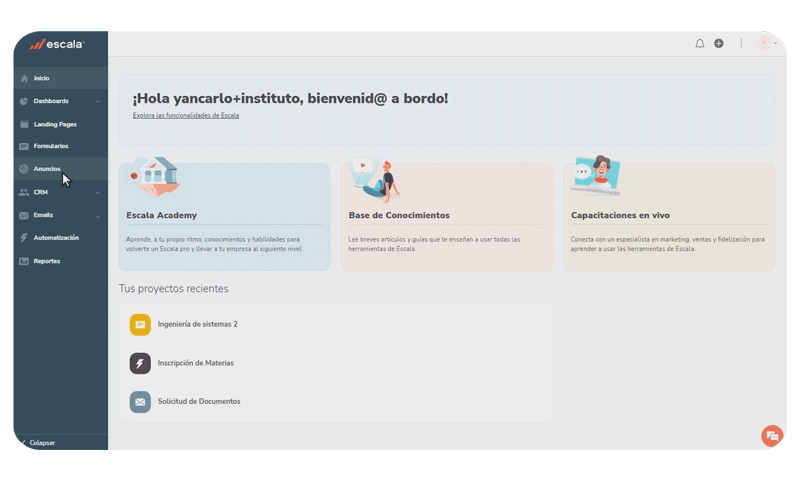 escala
Inicio
Dashboards
Landing Pages
Formularios
Anuncios
CRM
Emails
Automatización
Reportes
Colapsar
¡Hola yancarlo+instituto, bienvenid@ a bordo!
Explora las funcionalidades de Escala
Escala Academy
Aprende, a tu propio ritmo, conocimientos y habilidades para
volverte un Escala pro y llevar a tu empresa al siguiente nivel.
Base de Conocimientos
Lee breves artículos y guías que te enseñan a usar todas las
herramientas de Escala.
Capacitaciones en vivo
Conecta con un especialista en marketing, ventas y fidelización para
aprender a usar las herramientas de Escala.
Tus proyectos recientes
Ingeniería de sistemas 2
Inscripción de Materias
Solicitud de Documentos